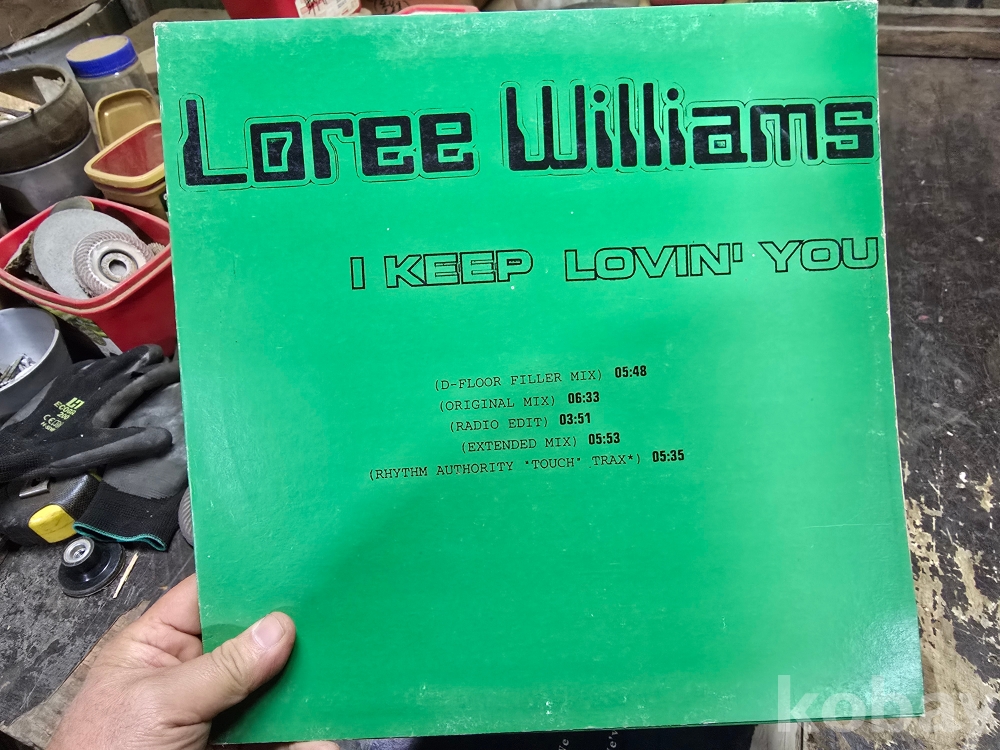 Loree Williams
I KEEP LOVIN' YOU
(D-FLOOR FILLER MIX) 05:48
(ORIGINAL MIX) 06:33
(RADIO EDIT) 03:51
(EXTENDED MIX) 05:53
(RHYTHM AUTHORITY "TOUCH" TRAX*) 05:35